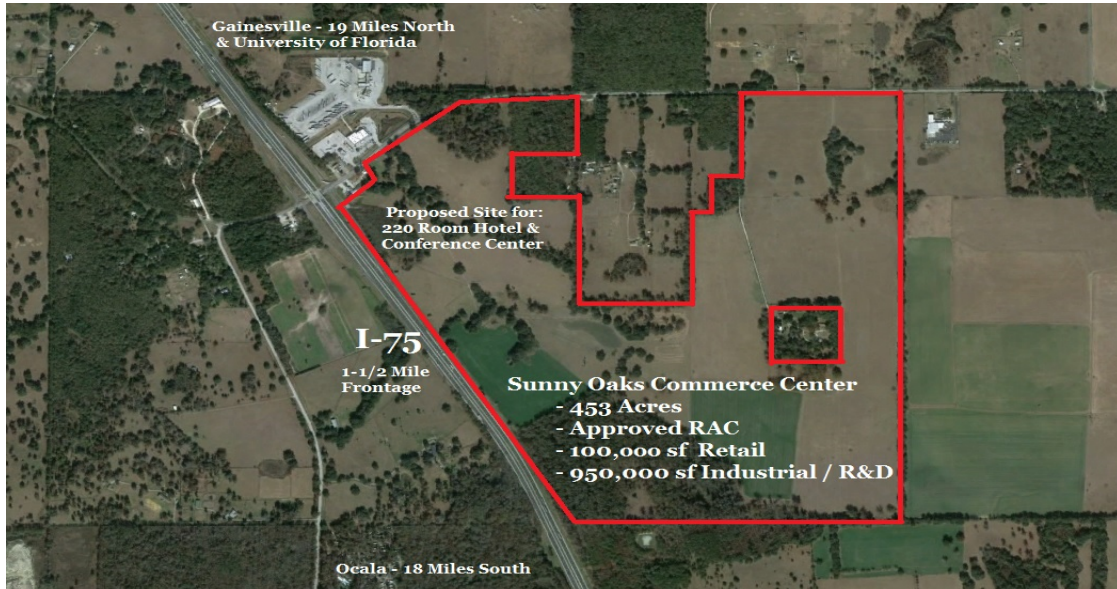 Gainesville - 19 Miles North
& University of Florida
Proposed Site for:
220 Room Hotel &
Conference Center
I-75
1-1/2 Mile
Frontage
Sunny Oaks Commerce Center
- 453 Acres
- Approved RAC
- 100,000 sf Retail
- 950,000 sf Industrial / R&D
Ocala - 18 Miles South